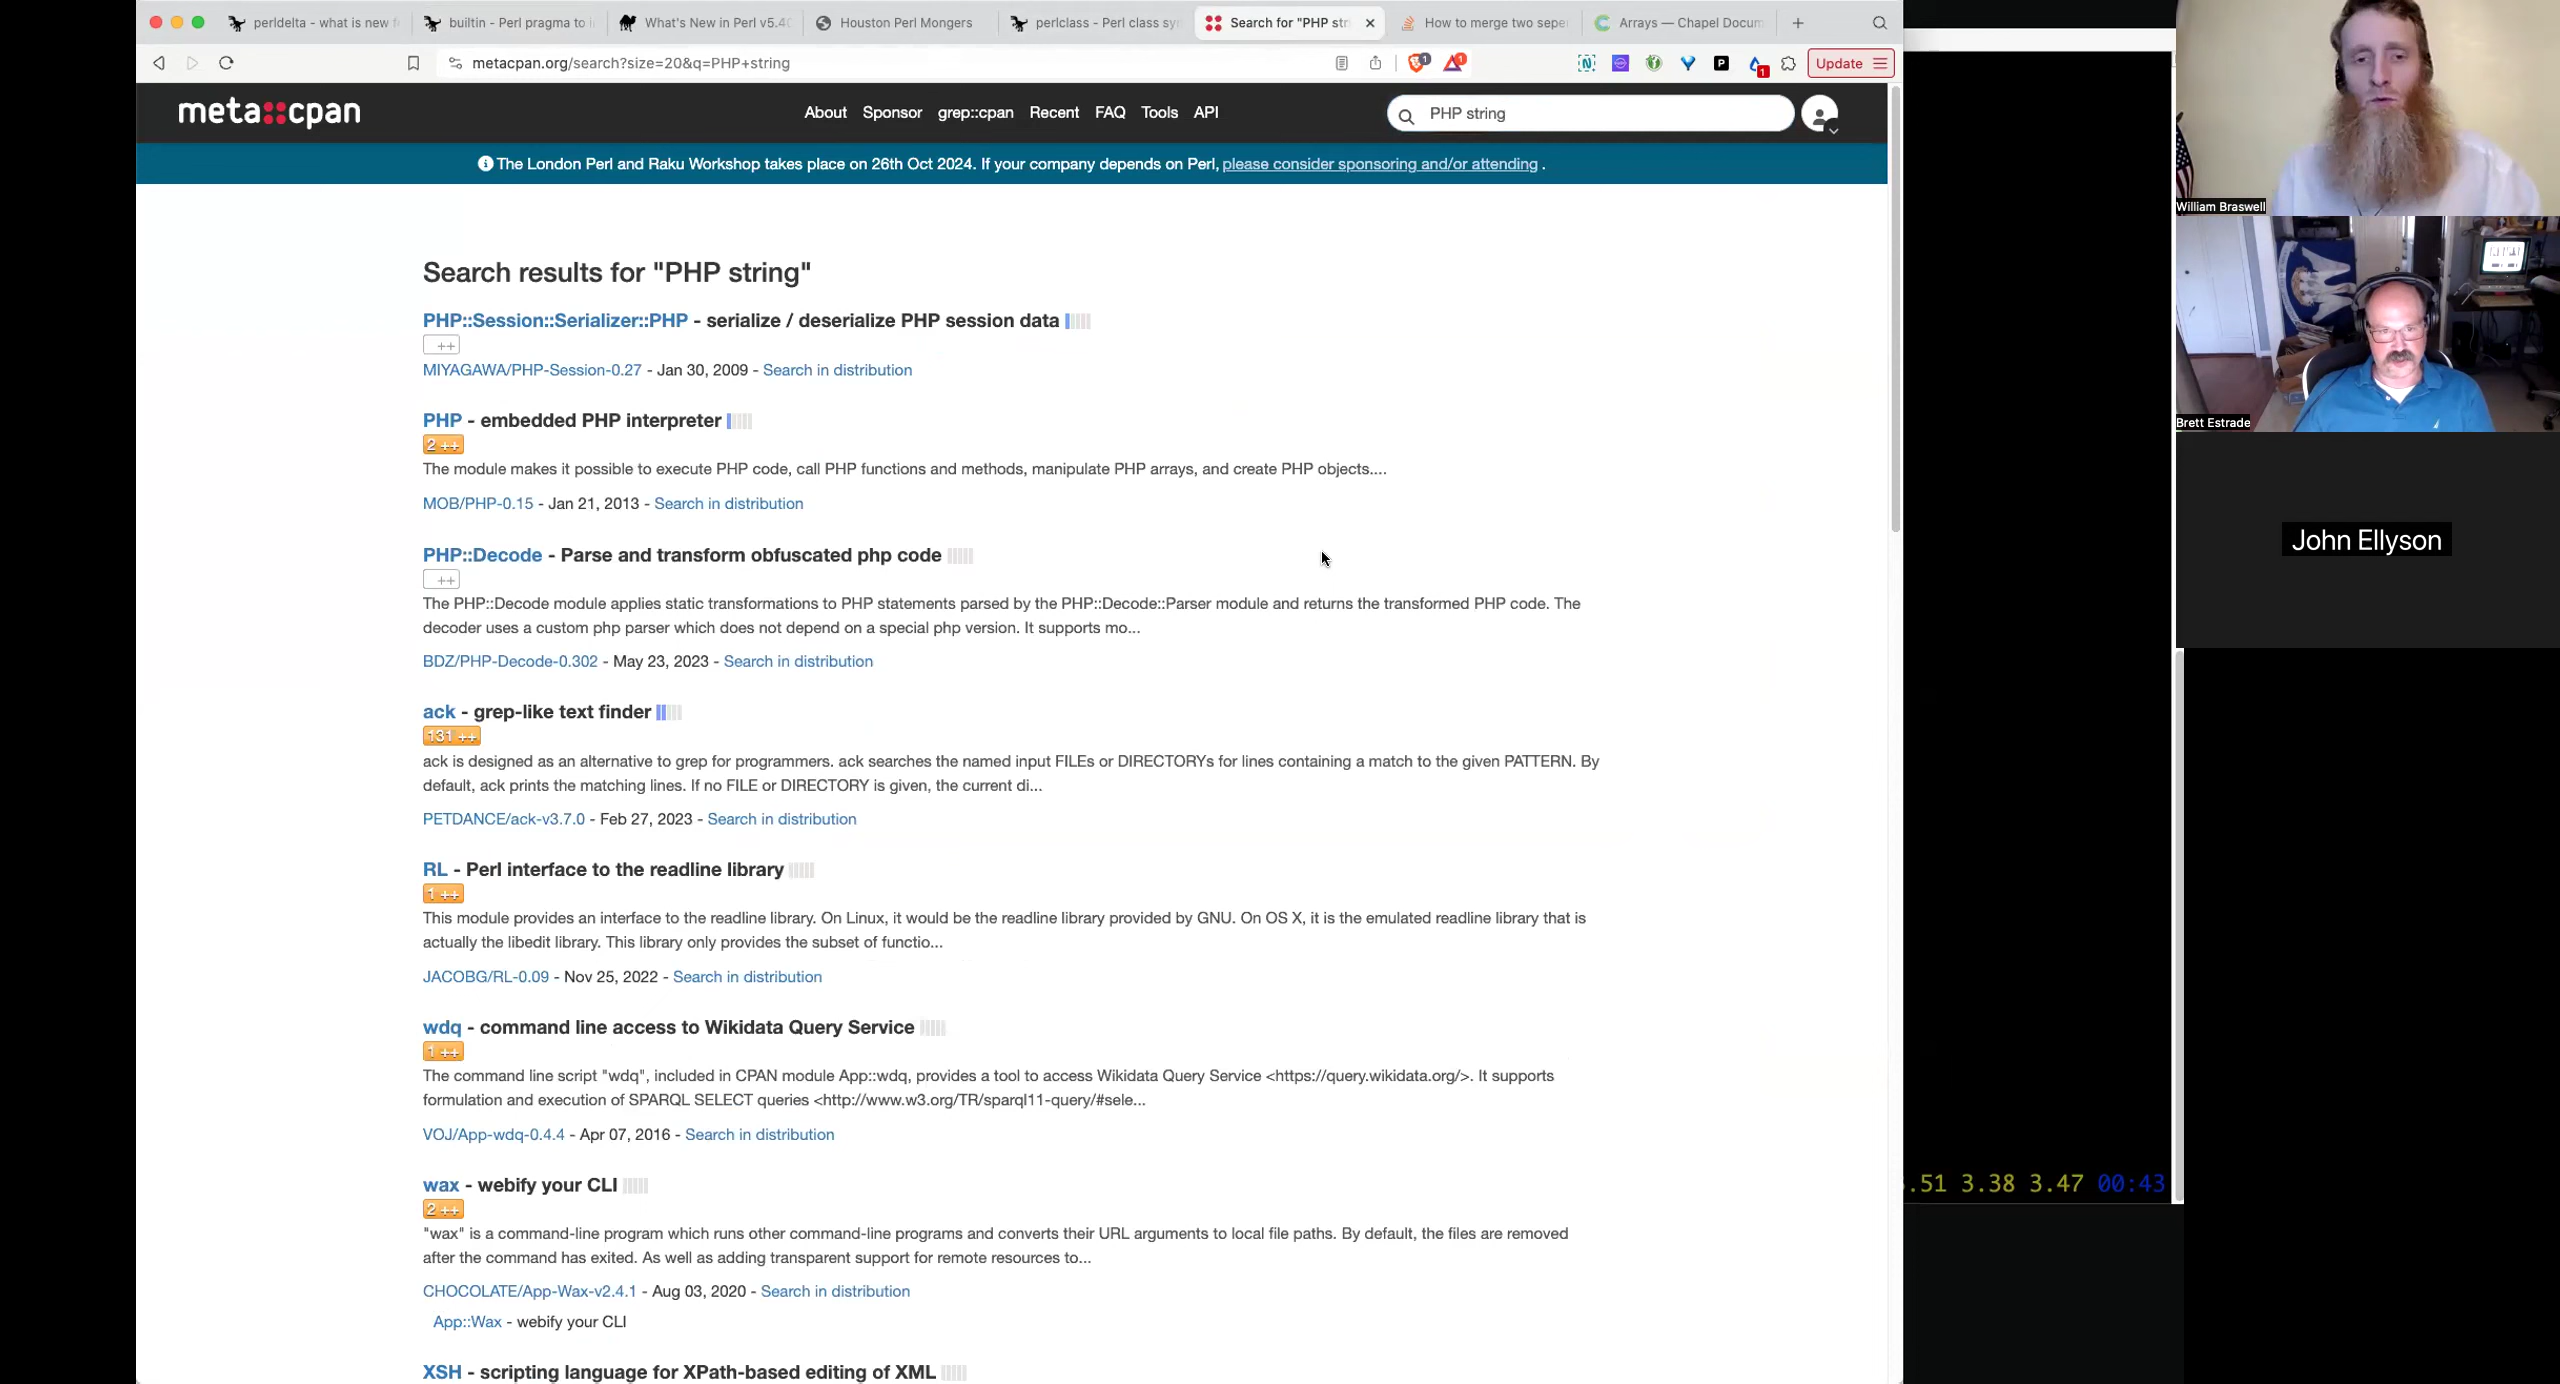 perldelta - what is new f
builtin - Perl pragma to i
What's New in Perl v5.40
Houston Perl Mongers
perlclass - Perl class sy
Search for "PHP str
How to merge two sepe
Arrays — Chapel Docum
metacpan.org/search?size=20&q=PHP+string
Update
meta::cpan
About Sponsor grep::cpan Recent FAQ Tools API
PHP string
The London Perl and Raku Workshop takes place on 26th Oct 2024. If your company depends on Perl, please consider sponsoring and/or attending .
Search results for "PHP string"
PHP::Session::Serializer::PHP - serialize / deserialize PHP session data
++
MIYAGAWA/PHP-Session-0.27 - Jan 30, 2009 - Search in distribution
PHP - embedded PHP interpreter
2 ++
The module makes it possible to execute PHP code, call PHP functions and methods, manipulate PHP arrays, and create PHP objects....
MOB/PHP-0.15 - Jan 21, 2013 - Search in distribution
PHP::Decode - Parse and transform obfuscated php code
++
The PHP::Decode module applies static transformations to PHP statements parsed by the PHP::Decode::Parser module and returns the transformed PHP code. The
decoder uses a custom php parser which does not depend on a special php version. It supports mo...
BDZ/PHP-Decode-0.302 - May 23, 2023 - Search in distribution
ack - grep-like text finder
131 ++
ack is designed as an alternative to grep for programmers. ack searches the named input FILEs or DIRECTORYs for lines containing a match to the given PATTERN. By
default, ack prints the matching lines. If no FILE or DIRECTORY is given, the current di...
PETDANCE/ack-v3.7.0 - Feb 27, 2023 - Search in distribution
RL - Perl interface to the readline library
1 ++
This module provides an interface to the readline library. On Linux, it would be the readline library provided by GNU. On OS X, it is the emulated readline library that is
actually the libedit library. This library only provides the subset of functio...
JACOBG/RL-0.09 - Nov 25, 2022 - Search in distribution
wdq - command line access to Wikidata Query Service
1 ++
The command line script "wdq", included in CPAN module App::wdq, provides a tool to access Wikidata Query Service <https://query.wikidata.org/>. It supports
formulation and execution of SPARQL SELECT queries <http://www.w3.org/TR/sparql11-query/#sele...
VOJ/App-wdq-0.4.4 - Apr 07, 2016 - Search in distribution
wax - webify your CLI
2 ++
"wax" is a command-line program which runs other command-line programs and converts their URL arguments to local file paths. By default, the files are removed
after the command has exited. As well as adding transparent support for remote resources to...
CHOCOLATE/App-Wax-v2.4.1 - Aug 03, 2020 - Search in distribution
App::Wax - webify your CLI
XSH - scripting language for XPath-based editing of XML
William Braswell
Brett Estrade
John Ellyson
.51 3.38 3.47 00:43